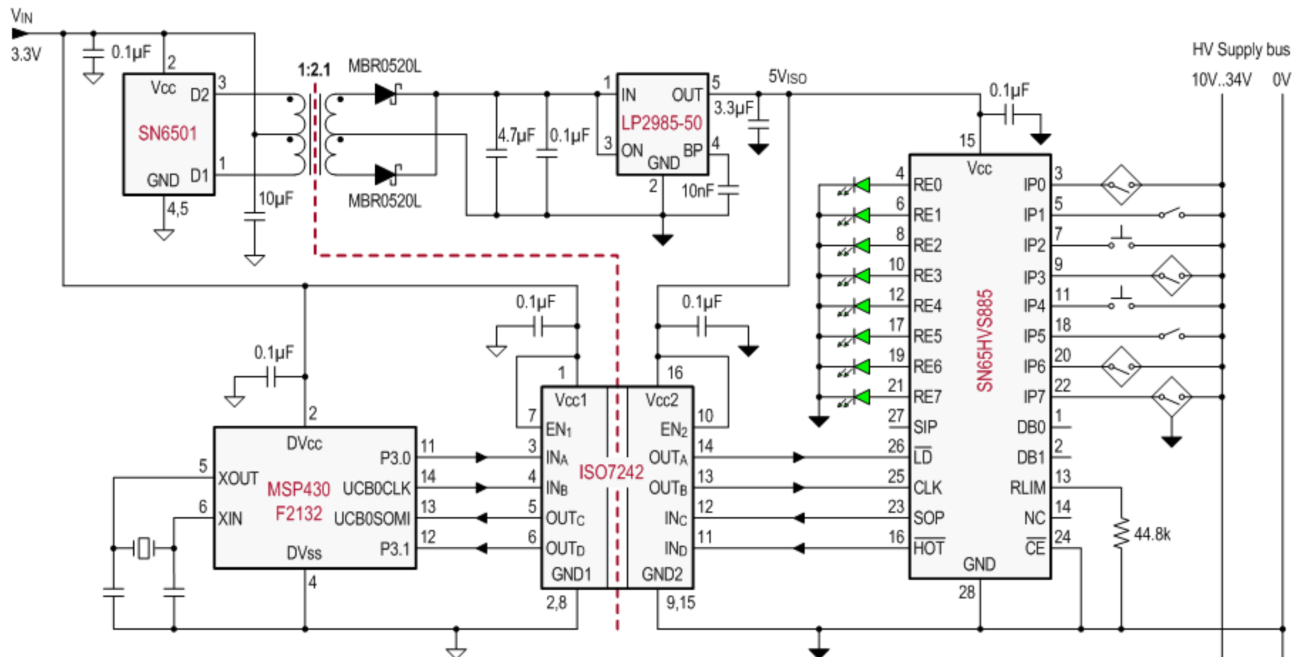 VIN
3.3V
0.1µF
2
Vcc
D2
3
SN6501
D1
1
GND
4,5
10µF
1:2.1
MBR0520L
MBR0520L
4.7µF
0.1µF
1
IN
OUT
5
LP2985-50
3
ON
BP
4
GND
2
10nF
5VISO
3.3µF
0.1µF
HV Supply bus
10V..34V
0V
15
Vcc
4
RE0
IP0
3
6
RE1
IP1
5
8
RE2
IP2
7
10
RE3
IP3
9
12
RE4
IP4
11
17
RE5
IP5
18
19
RE6
IP6
20
21
RE7
IP7
22
27
SIP
DB0
1
26
LD
DB1
2
25
CLK
RLIM
13
23
SOP
NC
14
16
HOT
CE
24
SN65HVS885
GND
28
44.8k
0.1µF
0.1µF
0.1µF
2
DVcc
5
XOUT
P3.0
11
MSP430
F2132
UCB0CLK
14
6
XIN
UCB0SOMI
13
P3.1
12
DVss
4
1
16
Vcc1
Vcc2
7
EN1
EN2
10
3
INA
OUTA
14
ISO7242
4
INB
OUTB
13
5
OUTC
INC
12
6
OUTD
IND
11
GND1
GND2
2,8
9,15